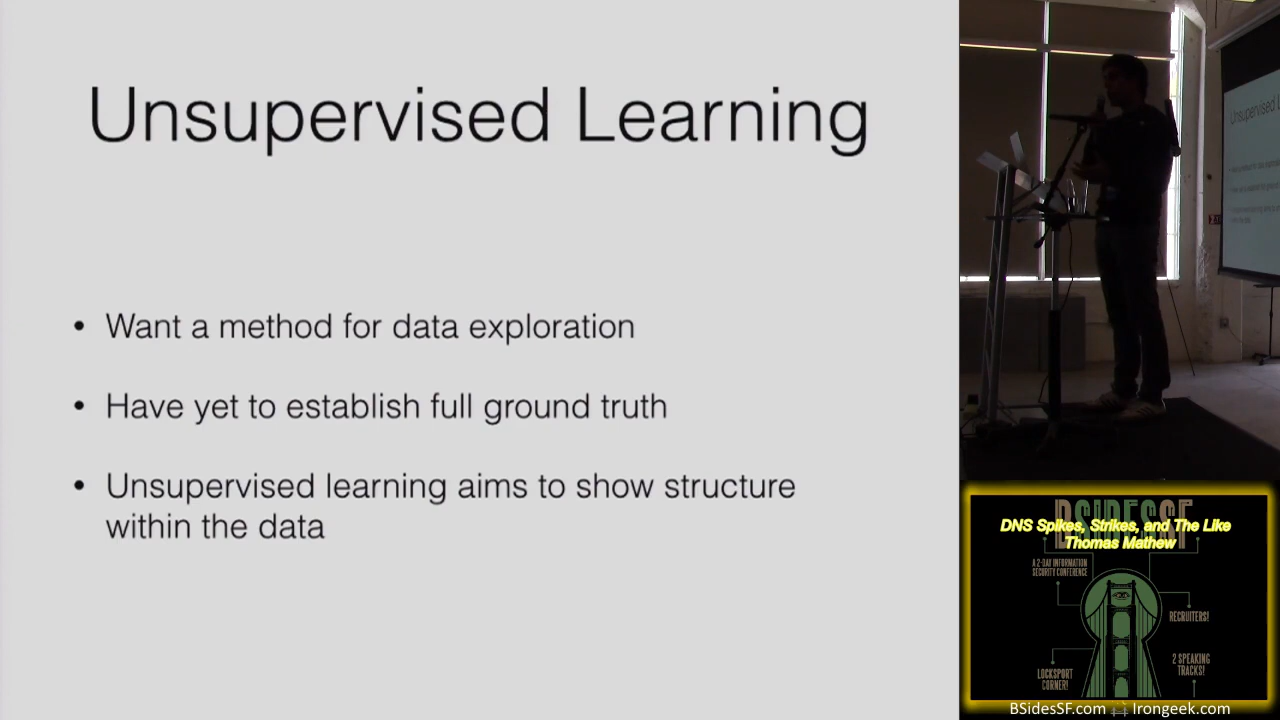 Unsupervised Learning
• Want a method for data exploration
• Have yet to establish full ground truth
• Unsupervised learning aims to show structure
within the data
Unsupervised
BSIDESSF
DNS Spikes, Strikes, and The Like
Thomas Mathew
A 2-DAY INFORMATION
SECURITY CONFERENCE
RECRUITERS!
LOCKSPORT
CORNER!
2 SPEAKING
TRACKS!
BSidesSF.com Irongeek.com